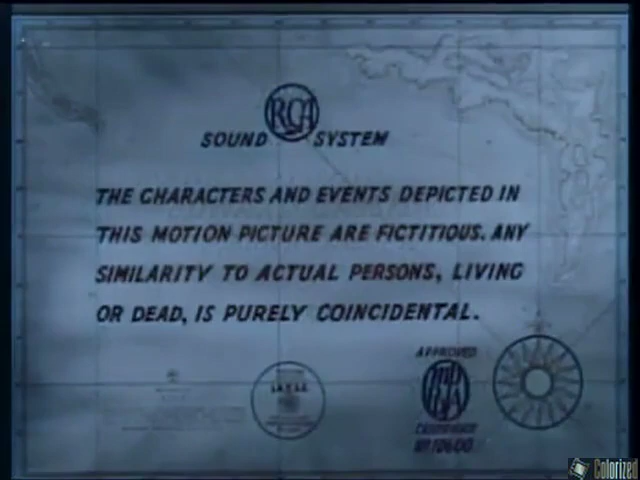 RCA
SOUND SYSTEM
THE CHARACTERS AND EVENTS DEPICTED IN
THIS MOTION PICTURE ARE FICTITIOUS. ANY
SIMILARITY TO ACTUAL PERSONS, LIVING
OR DEAD, IS PURELY COINCIDENTAL.
APPROVED
I.A.T.S.E.
CERTIFICATE
Colorized